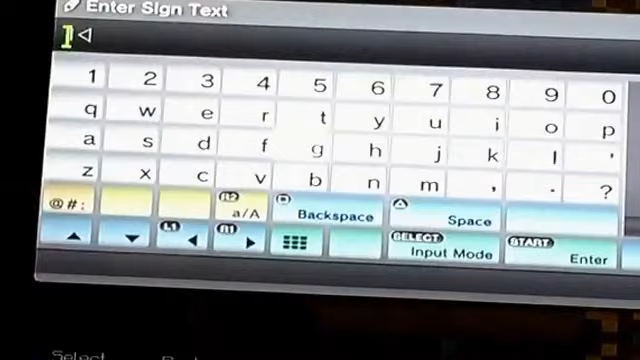 Enter Sign Text
1 2 3 4 5 6 7 8 9 0
q w e r t y u i o p
a s d f g h j k l '
z x c v b n m , . ?
@#: R2 a/A Backspace Space
L1 R1 SELECT Input Mode START Enter
Select